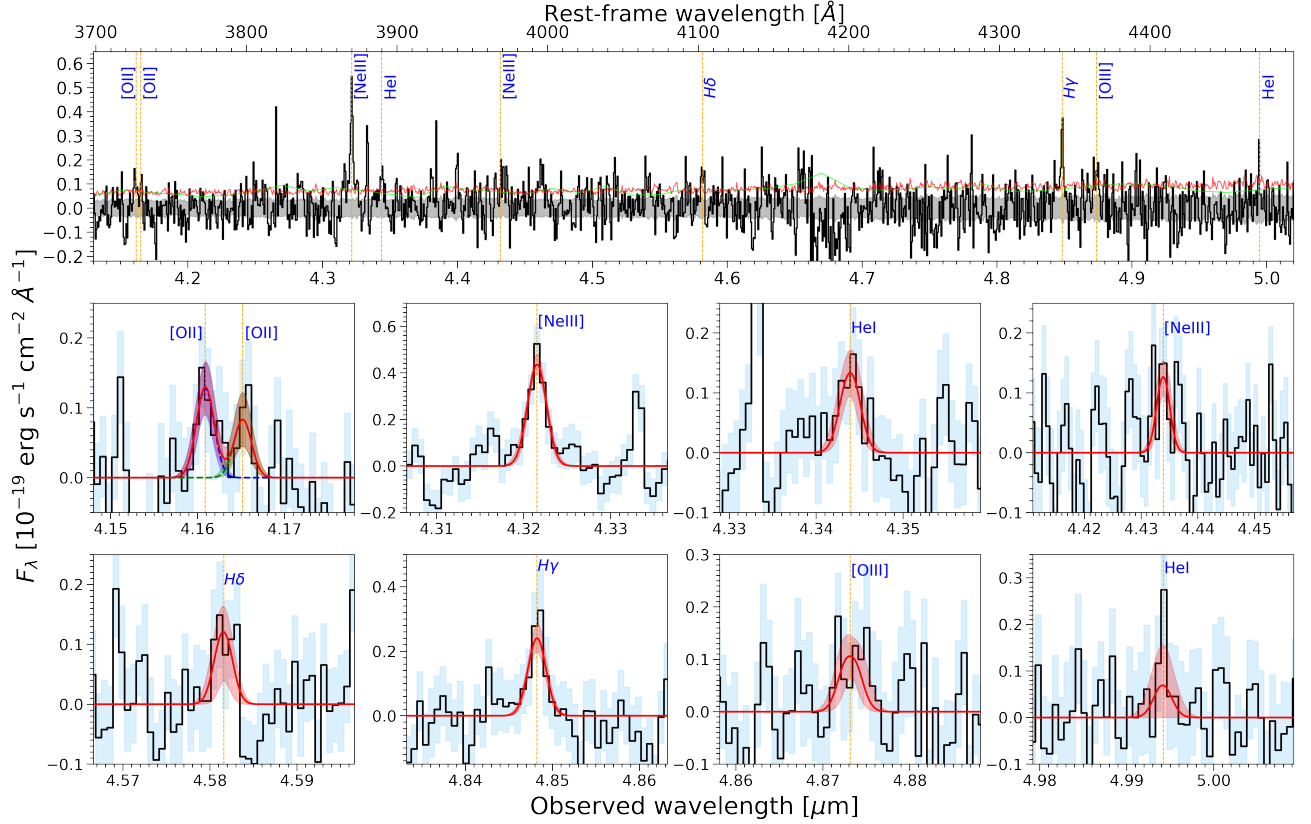 Rest-frame wavelength [Å]
3700 3800 3900 4000 4100 4200 4300 4400
0.6
0.5
0.4
0.3
0.2
0.1
0.0
−0.1
−0.2
[OII] [OII] [NeIII] HeI [NeIII] Hδ Hγ [OIII] HeI
4.2 4.3 4.4 4.5 4.6 4.7 4.8 4.9 5.0
F_λ [10⁻¹⁹ erg s⁻¹ cm⁻² Å⁻¹]
[OII] [OII]
0.2
0.1
0.0
4.15 4.16 4.17
[NeIII]
0.6
0.4
0.2
0.0
−0.2
4.31 4.32 4.33
HeI
0.2
0.1
0.0
−0.1
4.33 4.34 4.35
[NeIII]
0.2
0.1
0.0
−0.1
4.42 4.43 4.44 4.45
Hδ
0.2
0.1
0.0
−0.1
4.57 4.58 4.59
Hγ
0.4
0.2
0.0
4.84 4.85 4.86
[OIII]
0.3
0.2
0.1
0.0
−0.1
4.86 4.87 4.88
HeI
0.3
0.2
0.1
0.0
−0.1
4.98 4.99 5.00
Observed wavelength [μm]